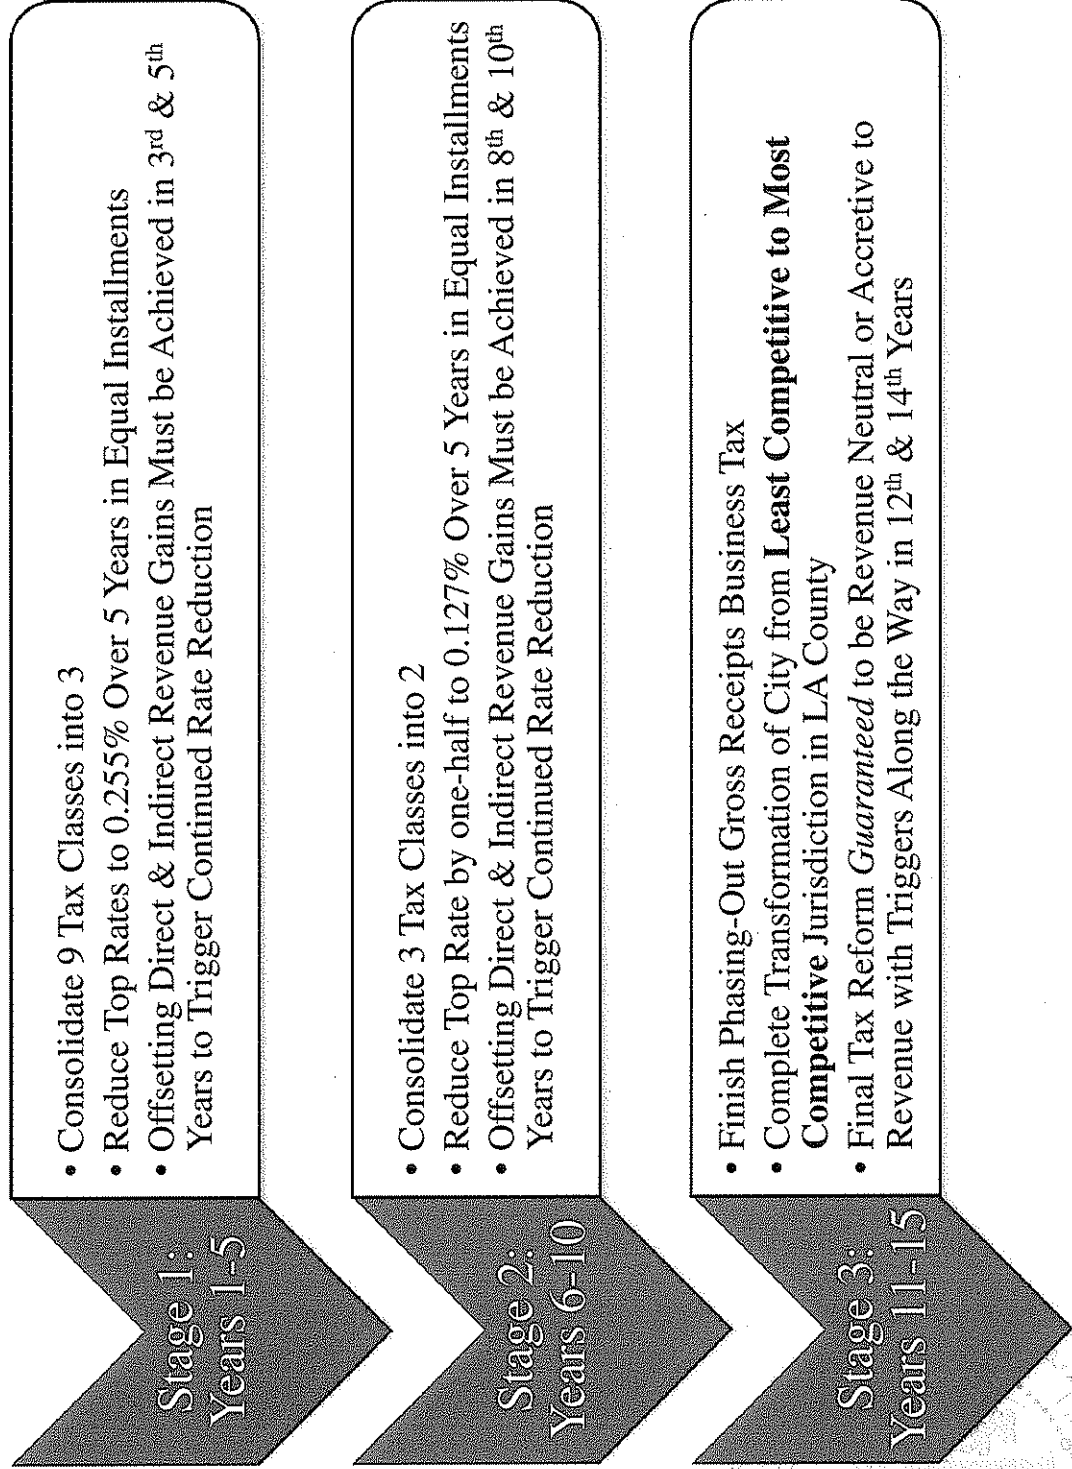 Stage 1:
Years 1-5
• Consolidate 9 Tax Classes into 3
• Reduce Top Rates to 0.255% Over 5 Years in Equal Installments
• Offsetting Direct & Indirect Revenue Gains Must be Achieved in 3rd & 5th
Years to Trigger Continued Rate Reduction
Stage 2:
Years 6-10
• Consolidate 3 Tax Classes into 2
• Reduce Top Rate by one-half to 0.127% Over 5 Years in Equal Installments
• Offsetting Direct & Indirect Revenue Gains Must be Achieved in 8th & 10th
Years to Trigger Continued Rate Reduction
Stage 3:
Years 11-15
• Finish Phasing-Out Gross Receipts Business Tax
• Complete Transformation of City from Least Competitive to Most
Competitive Jurisdiction in LA County
• Final Tax Reform Guaranteed to be Revenue Neutral or Accretive to
Revenue with Triggers Along the Way in 12th & 14th Years